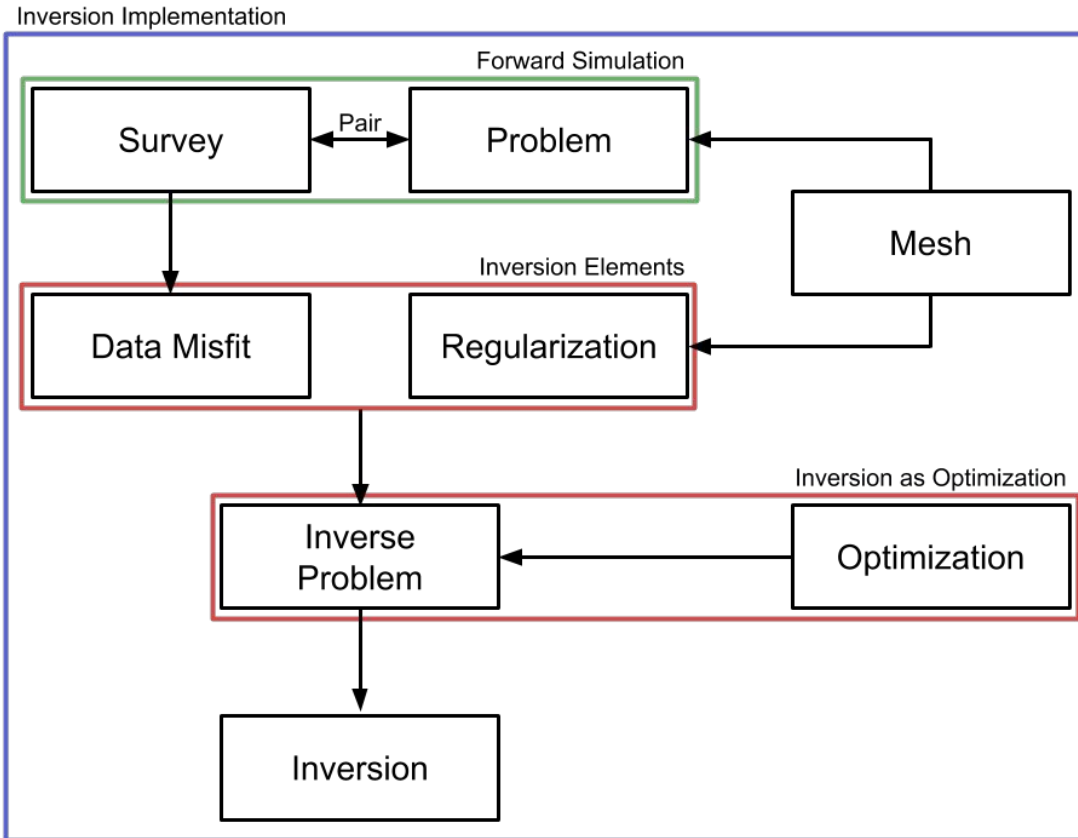 Inversion Implementation
Forward Simulation
Survey
Pair
Problem
Mesh
Inversion Elements
Data Misfit
Regularization
Inversion as Optimization
Inverse
Problem
Optimization
Inversion